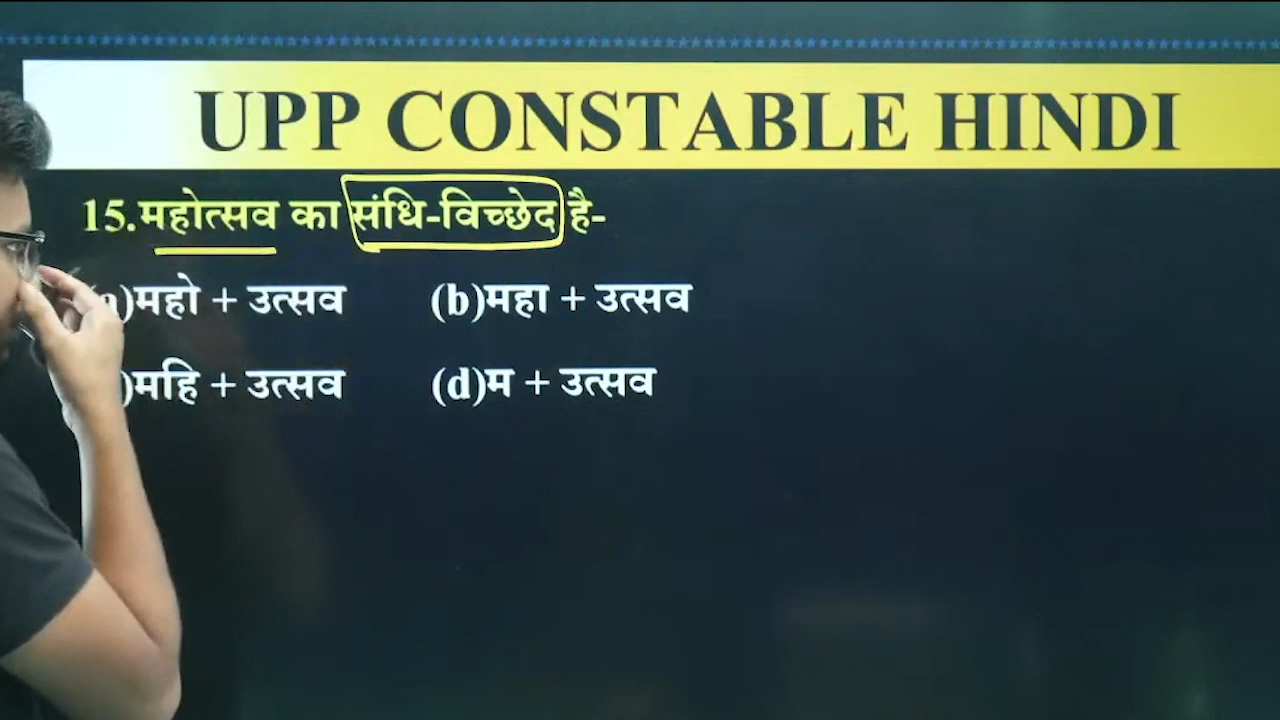 UPP CONSTABLE HINDI
15.महोत्सव का संधि-विच्छेद है-
)महो + उत्सव (b)महा + उत्सव
)महि + उत्सव (d)म + उत्सव